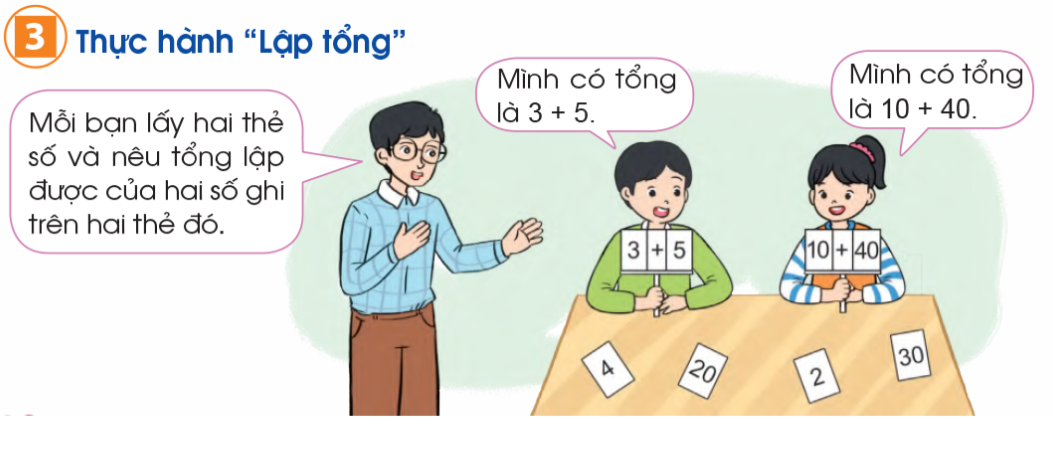 3 Thực hành “Lập tổng”
Mỗi bạn lấy hai thẻ
số và nêu tổng lập
được của hai số ghi
trên hai thẻ đó.
Mình có tổng
là 3 + 5.
Mình có tổng
là 10 + 40.
3 + 5
10 + 40
4
20
2
30